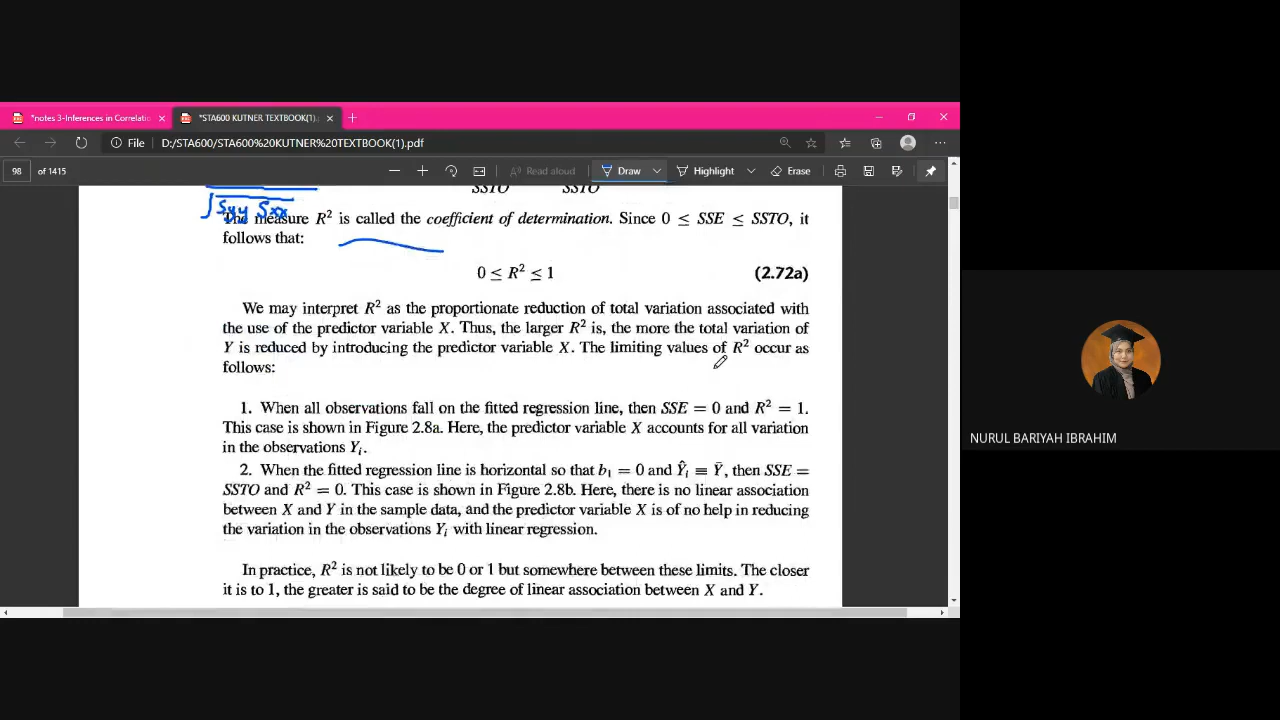 *notes 3-Inferences in Correlatio
*STA600 KUTNER TEXTBOOK(1).
File D:/STA600/STA600%20KUTNER%20TEXTBOOK(1).pdf
98 of 1415 Read aloud Draw Highlight Erase
SSTO SSTO
Syy Sxx
The measure R² is called the coefficient of determination. Since 0 ≤ SSE ≤ SSTO, it
follows that:
0 ≤ R² ≤ 1 (2.72a)
We may interpret R² as the proportionate reduction of total variation associated with
the use of the predictor variable X. Thus, the larger R² is, the more the total variation of
Y is reduced by introducing the predictor variable X. The limiting values of R² occur as
follows:
1. When all observations fall on the fitted regression line, then SSE = 0 and R² = 1.
This case is shown in Figure 2.8a. Here, the predictor variable X accounts for all variation
in the observations Yᵢ.
2. When the fitted regression line is horizontal so that b₁ = 0 and Ŷᵢ ≡ Ȳ, then SSE =
SSTO and R² = 0. This case is shown in Figure 2.8b. Here, there is no linear association
between X and Y in the sample data, and the predictor variable X is of no help in reducing
the variation in the observations Yᵢ with linear regression.
In practice, R² is not likely to be 0 or 1 but somewhere between these limits. The closer
it is to 1, the greater is said to be the degree of linear association between X and Y.
NURUL BARIYAH IBRAHIM